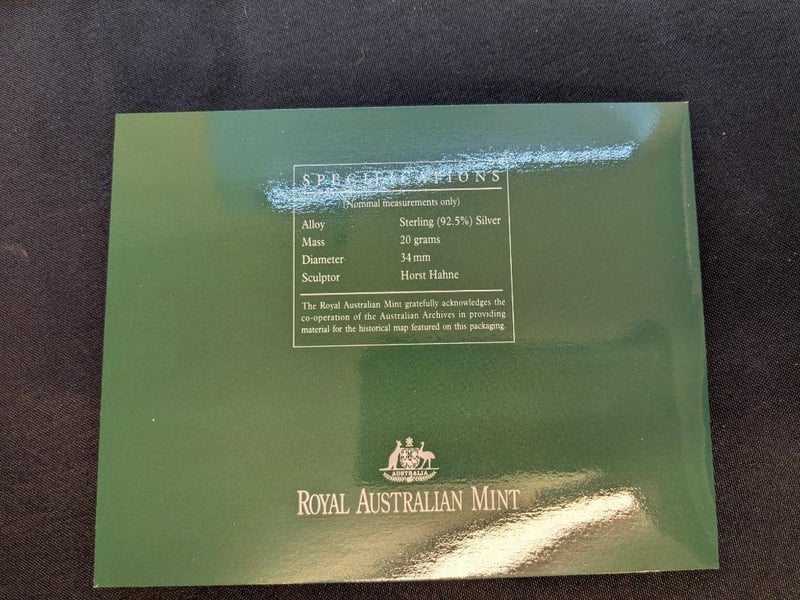 SPECIFICATIONS
(Nominal measurements only)
Alloy Sterling (92.5%) Silver
Mass 20 grams
Diameter 34 mm
Sculptor Horst Hahne
The Royal Australian Mint gratefully acknowledges the
co-operation of the Australian Archives in providing
material for the historical map featured on this packaging.
AUSTRALIA
ROYAL AUSTRALIAN MINT